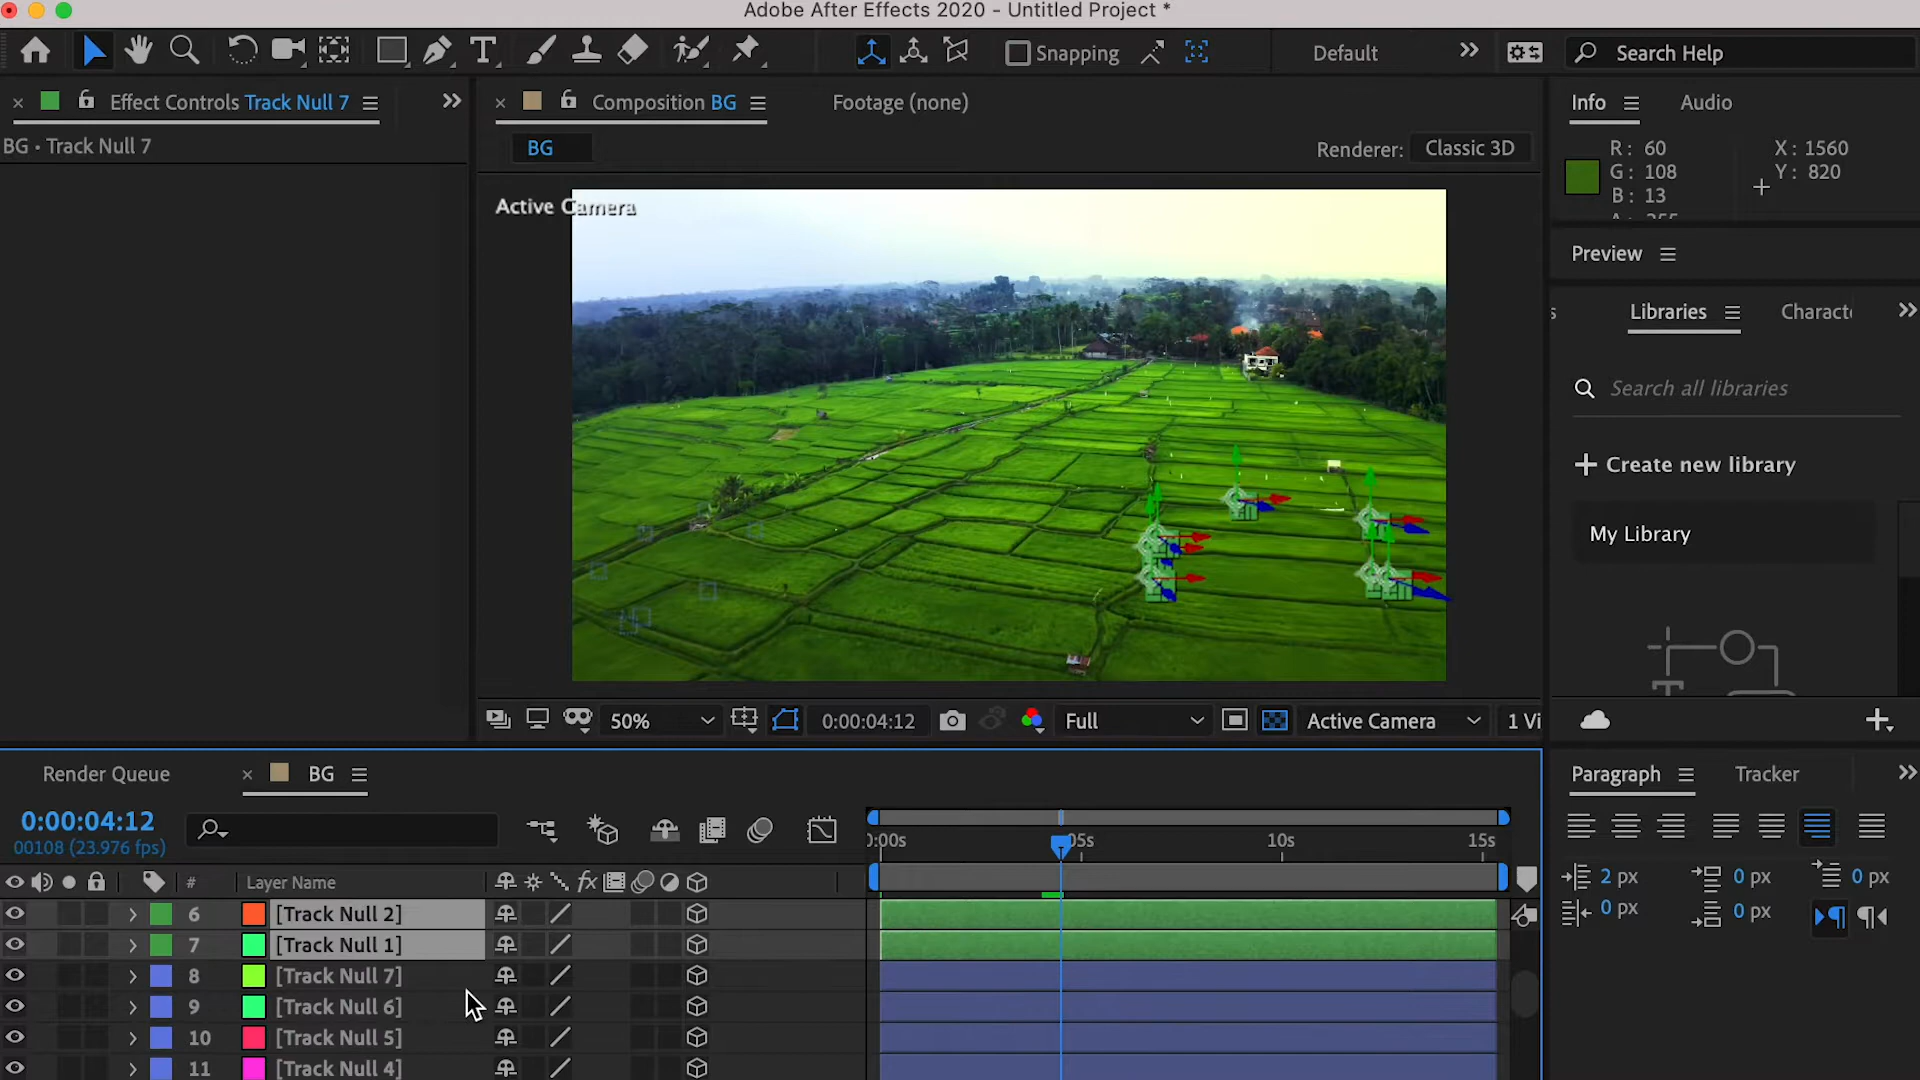 Adobe After Effects 2020 - Untitled Project *
Snapping
Default
Search Help
Effect Controls Track Null 7
Composition BG
Footage (none)
Info
Audio
BG • Track Null 7
BG
Renderer: Classic 3D
R: 60
G: 108
B: 13
X: 1560
Y: 820
Active Camera
Preview
s
Libraries
Characte
Search all libraries
Create new library
My Library
50%
0:00:04:12
Full
Active Camera
1 Vi
Render Queue
BG
Paragraph
Tracker
0:00:04:12
00108 (23.976 fps)
05s
10s
15s
# Layer Name
fx
2 px
0 px
0 px
0 px
0 px
6 [Track Null 2]
7 [Track Null 1]
8 [Track Null 7]
9 [Track Null 6]
10 [Track Null 5]
11 [Track Null 4]